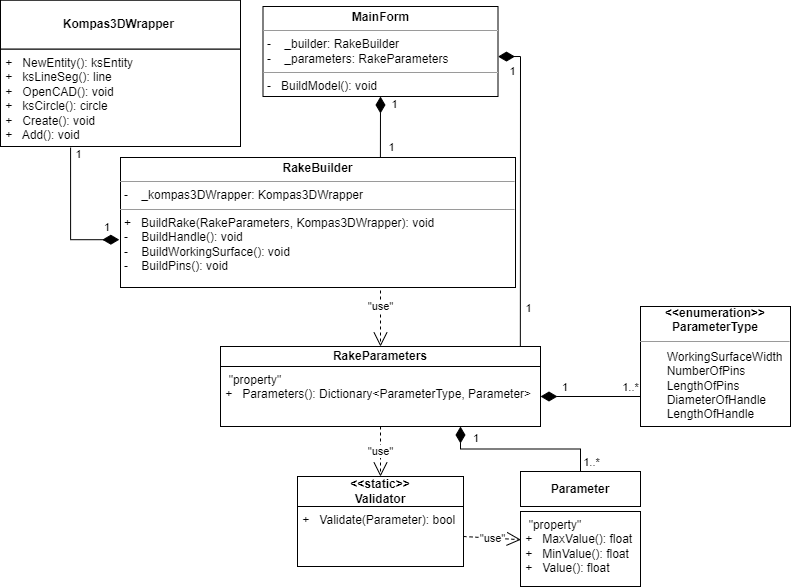 Kompas3DWrapper
+ NewEntity(): ksEntity
+ ksLineSeg(): line
+ OpenCAD(): void
+ ksCircle(): circle
+ Create(): void
+ Add(): void
MainForm
- _builder: RakeBuilder
- _parameters: RakeParameters
- BuildModel(): void
1
1
1
1
1
RakeBuilder
- _kompas3DWrapper: Kompas3DWrapper
+ BuildRake(RakeParameters, Kompas3DWrapper): void
- BuildHandle(): void
- BuildWorkingSurface(): void
- BuildPins(): void
"use"
1
<<enumeration>>
ParameterType
WorkingSurfaceWidth
NumberOfPins
LengthOfPins
DiameterOfHandle
LengthOfHandle
RakeParameters
"property"
+ Parameters(): Dictionary<ParameterType, Parameter>
1
1..*
"use"
1
1..*
<<static>>
Validator
+ Validate(Parameter): bool
"use"
Parameter
"property"
+ MaxValue(): float
+ MinValue(): float
+ Value(): float